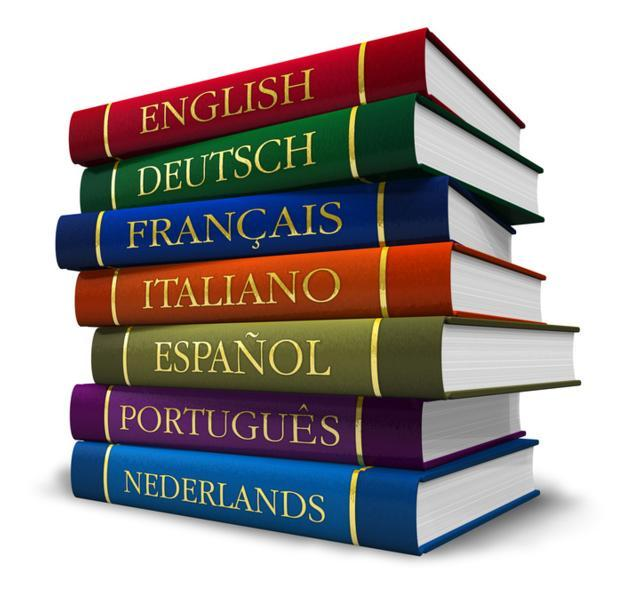 ENGLISH
DEUTSCH
FRANÇAIS
ITALIANO
ESPAÑOL
PORTUGUÊS
NEDERLANDS